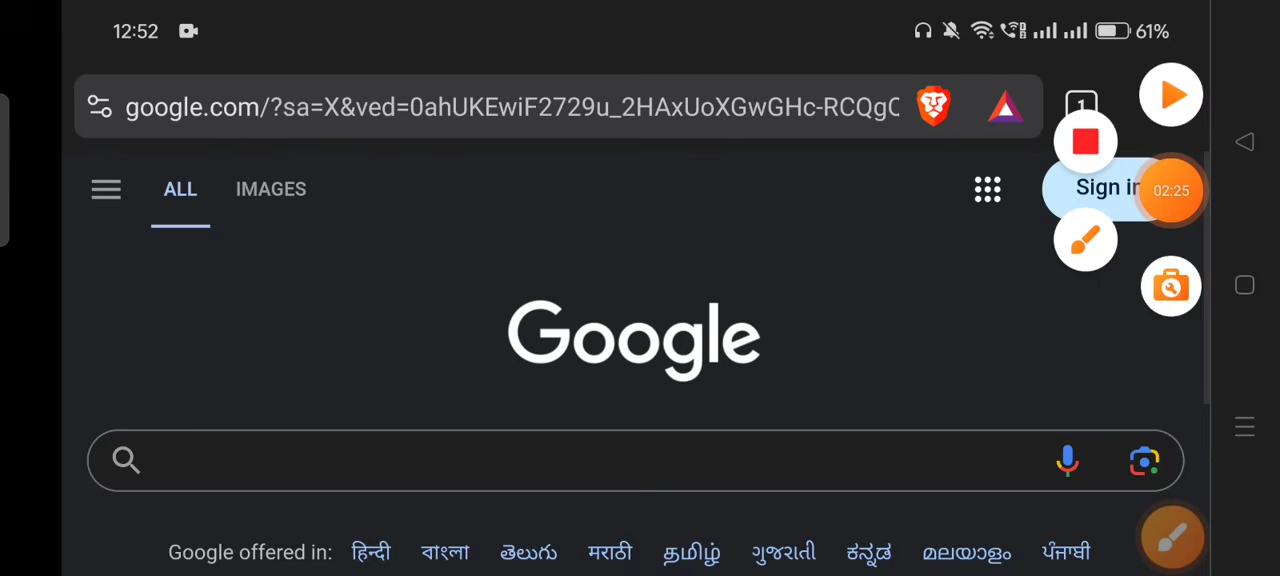 12:52 61%
google.com/?sa=X&ved=0ahUKEwiF2729u_2HAxUoXGwGHc-RCQgC
1
ALL IMAGES Sign in 02:25
Google
Google offered in: हिन्दी বাংলা తెలుగు मराठी தமிழ் ગુજરાતી ಕನ್ನಡ മലയാളം ਪੰਜਾਬੀ